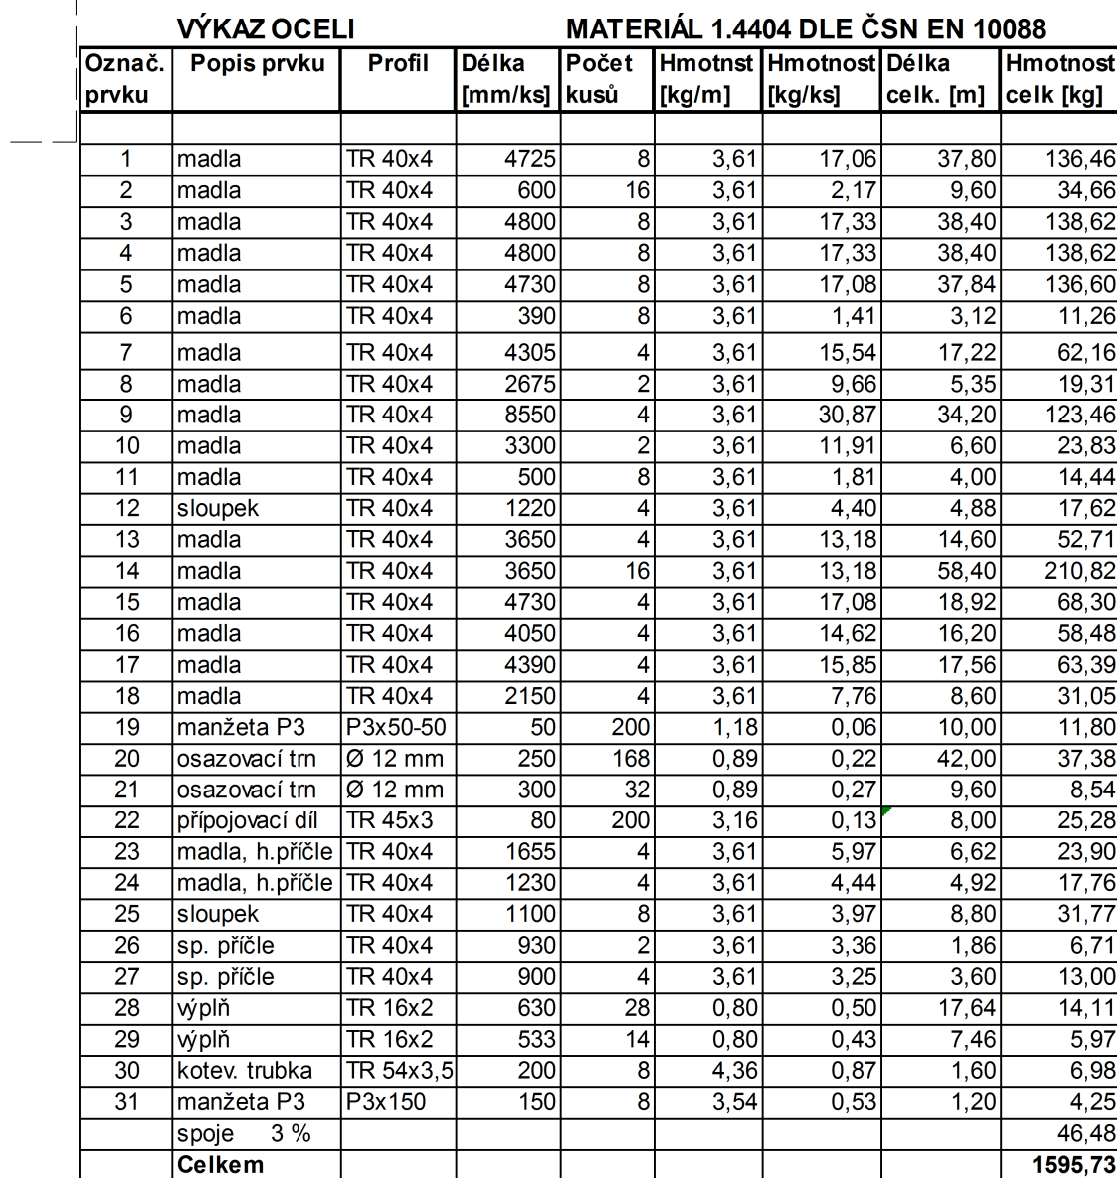 VÝKAZ OCELI MATERIÁL 1.4404 DLE ČSN EN 10088
Označ. Popis prvku Profil Délka Počet Hmotnst Hmotnost Délka Hmotnost
prvku [mm/ks] kusů [kg/m] [kg/ks] celk. [m] celk [kg]
1 madla TR 40x4 4725 8 3,61 17,06 37,80 136,46
2 madla TR 40x4 600 16 3,61 2,17 9,60 34,66
3 madla TR 40x4 4800 8 3,61 17,33 38,40 138,62
4 madla TR 40x4 4800 8 3,61 17,33 38,40 138,62
5 madla TR 40x4 4730 8 3,61 17,08 37,84 136,60
6 madla TR 40x4 390 8 3,61 1,41 3,12 11,26
7 madla TR 40x4 4305 4 3,61 15,54 17,22 62,16
8 madla TR 40x4 2675 2 3,61 9,66 5,35 19,31
9 madla TR 40x4 8550 4 3,61 30,87 34,20 123,46
10 madla TR 40x4 3300 2 3,61 11,91 6,60 23,83
11 madla TR 40x4 500 8 3,61 1,81 4,00 14,44
12 sloupek TR 40x4 1220 4 3,61 4,40 4,88 17,62
13 madla TR 40x4 3650 4 3,61 13,18 14,60 52,71
14 madla TR 40x4 3650 16 3,61 13,18 58,40 210,82
15 madla TR 40x4 4730 4 3,61 17,08 18,92 68,30
16 madla TR 40x4 4050 4 3,61 14,62 16,20 58,48
17 madla TR 40x4 4390 4 3,61 15,85 17,56 63,39
18 madla TR 40x4 2150 4 3,61 7,76 8,60 31,05
19 manžeta P3 P3x50-50 50 200 1,18 0,06 10,00 11,80
20 osazovací trn Ø 12 mm 250 168 0,89 0,22 42,00 37,38
21 osazovací trn Ø 12 mm 300 32 0,89 0,27 9,60 8,54
22 přípojovací díl TR 45x3 80 200 3,16 0,13 8,00 25,28
23 madla, h.příčle TR 40x4 1655 4 3,61 5,97 6,62 23,90
24 madla, h.příčle TR 40x4 1230 4 3,61 4,44 4,92 17,76
25 sloupek TR 40x4 1100 8 3,61 3,97 8,80 31,77
26 sp. příčle TR 40x4 930 2 3,61 3,36 1,86 6,71
27 sp. příčle TR 40x4 900 4 3,61 3,25 3,60 13,00
28 výplň TR 16x2 630 28 0,80 0,50 17,64 14,11
29 výplň TR 16x2 533 14 0,80 0,43 7,46 5,97
30 kotev. trubka TR 54x3,5 200 8 4,36 0,87 1,60 6,98
31 manžeta P3 P3x150 150 8 3,54 0,53 1,20 4,25
spoje 3 % 46,48
Celkem 1595,73